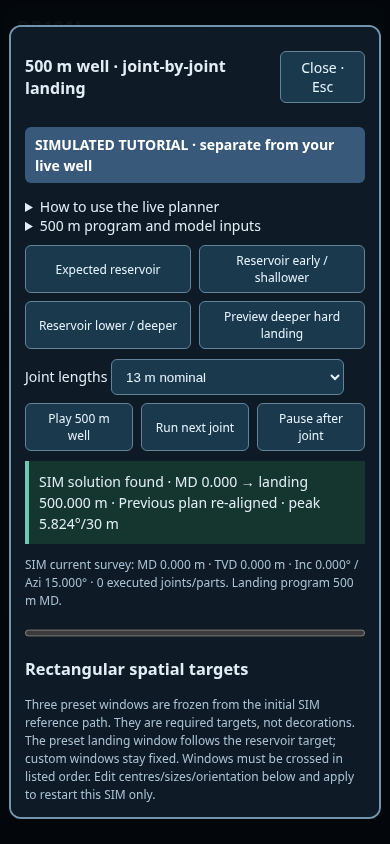 500 m well · joint-by-joint
landing
Close ·
Esc
SIMULATED TUTORIAL · separate from your
live well
▶ How to use the live planner
▶ 500 m program and model inputs
Expected reservoir
Reservoir early /
shallower
Reservoir lower / deeper
Preview deeper hard
landing
Joint lengths
13 m nominal
Play 500 m
well
Run next joint
Pause after
joint
SIM solution found · MD 0.000 → landing
500.000 m · Previous plan re-aligned · peak
5.824°/30 m
SIM current survey: MD 0.000 m · TVD 0.000 m · Inc 0.000° /
Azi 15.000° · 0 executed joints/parts. Landing program 500
m MD.
Rectangular spatial targets
Three preset windows are frozen from the initial SIM
reference path. They are required targets, not decorations.
The preset landing window follows the reservoir target;
custom windows stay fixed. Windows must be crossed in
listed order. Edit centres/sizes/orientation below and apply
to restart this SIM only.